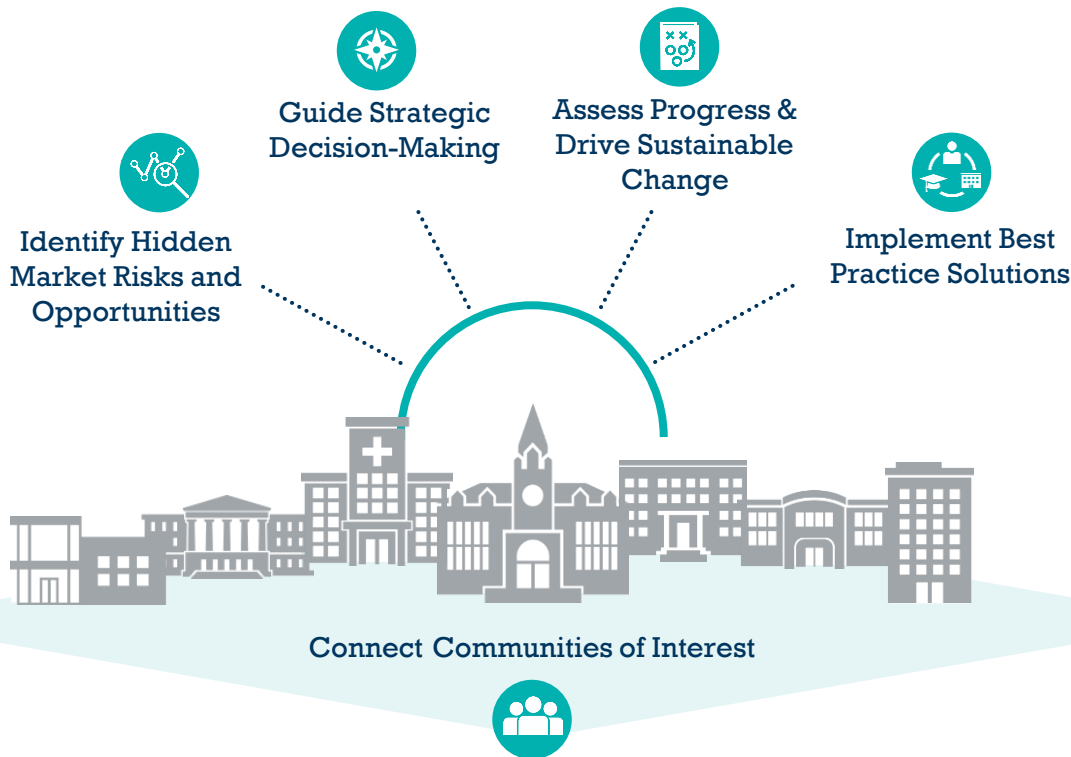 Guide Strategic
Decision-Making
Assess Progress &
Drive Sustainable
Change
Identify Hidden
Market Risks and
Opportunities
Implement Best
Practice Solutions
Connect Communities of Interest